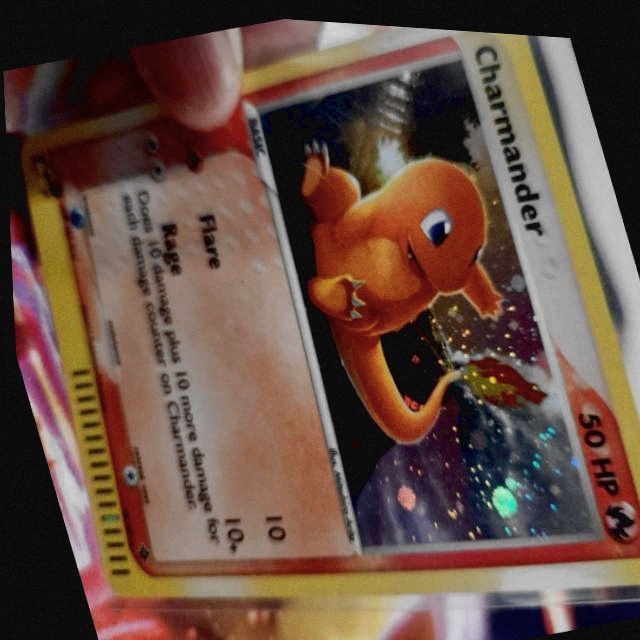 Charmander 50 HP
BASIC
Flare 10
Rage 10+
Does 10 damage plus 10 more damage for
each damage counter on Charmander.